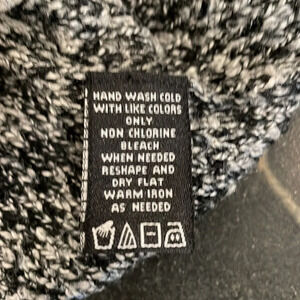 HAND WASH COLD
WITH LIKE COLORS
ONLY
NON CHLORINE
BLEACH
WHEN NEEDED
RESHAPE AND
DRY FLAT
WARM IRON
AS NEEDED